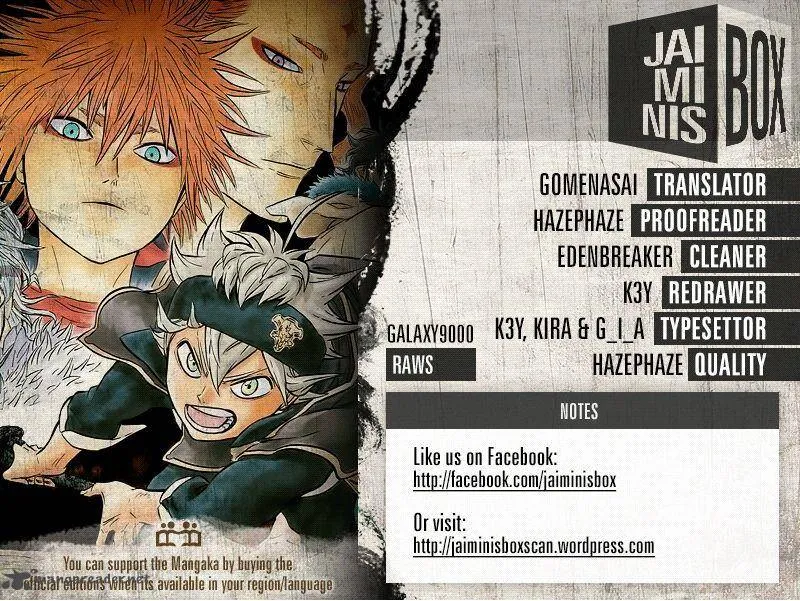 JAI
MI
NIS
BOX
GOMENASAI TRANSLATOR
HAZEPHAZE PROOFREADER
EDENBREAKER CLEANER
K3Y REDRAWER
K3Y, KIRA & G_I_A TYPESETTOR
HAZEPHAZE QUALITY
GALAXY9000
RAWS
NOTES
Like us on Facebook:
http://facebook.com/jaiminisbox
Or visit:
http://jaiminisboxscan.wordpress.com
You can support the Mangaka by buying the
official editions when its available in your region/language
mangareader.net